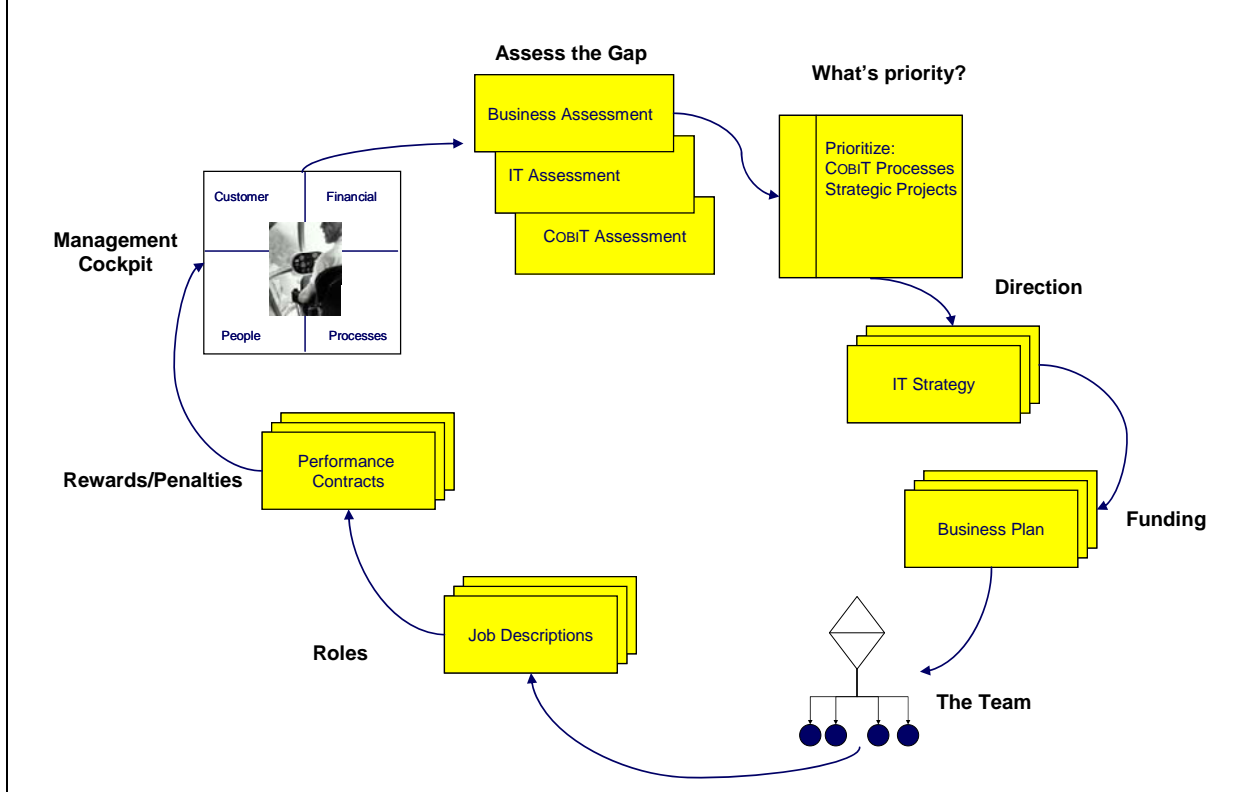 Assess the Gap
Business Assessment
IT Assessment
COBIT Assessment
What's priority?
Prioritize:
COBIT Processes
Strategic Projects
Direction
IT Strategy
Funding
Business Plan
The Team
Roles
Job Descriptions
Rewards/Penalties
Performance
Contracts
Management
Cockpit
Customer
Financial
People
Processes